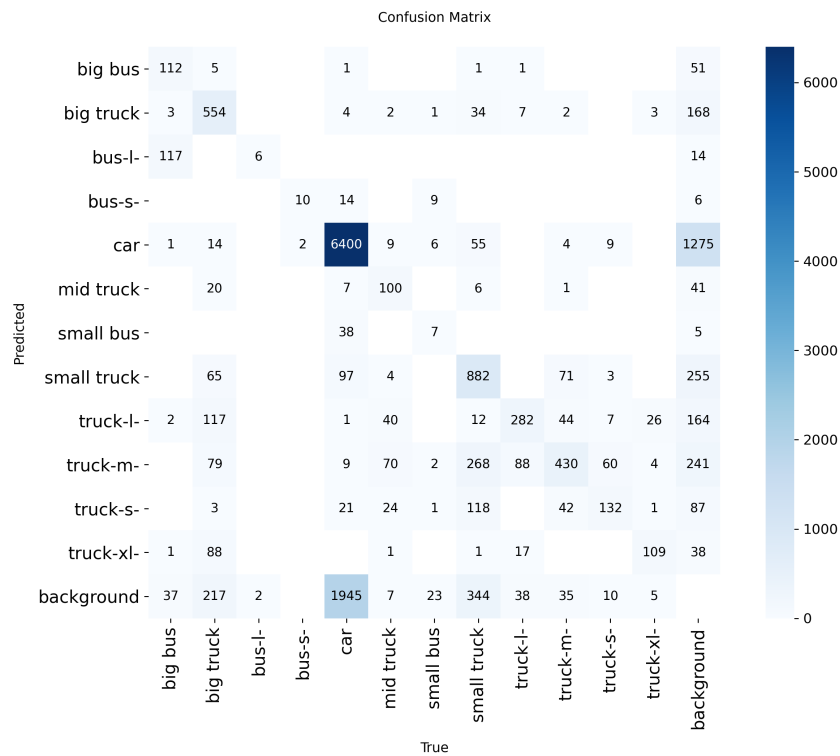 Confusion Matrix
big bus 112 5 1 1 1 51
big truck 3 554 4 2 1 34 7 2 3 168
bus-l- 117 6 14
bus-s- 10 14 9 6
car 1 14 2 6400 9 6 55 4 9 1275
mid truck 20 7 100 6 1 41
small bus 38 7 5
small truck 65 97 4 882 71 3 255
truck-l- 2 117 1 40 12 282 44 7 26 164
truck-m- 79 9 70 2 268 88 430 60 4 241
truck-s- 3 21 24 1 118 42 132 1 87
truck-xl- 1 88 1 1 17 109 38
background 37 217 2 1945 7 23 344 38 35 10 5
big bus big truck bus-l- bus-s- car mid truck small bus small truck truck-l- truck-m- truck-s- truck-xl- background
Predicted
True
6000
5000
4000
3000
2000
1000
0